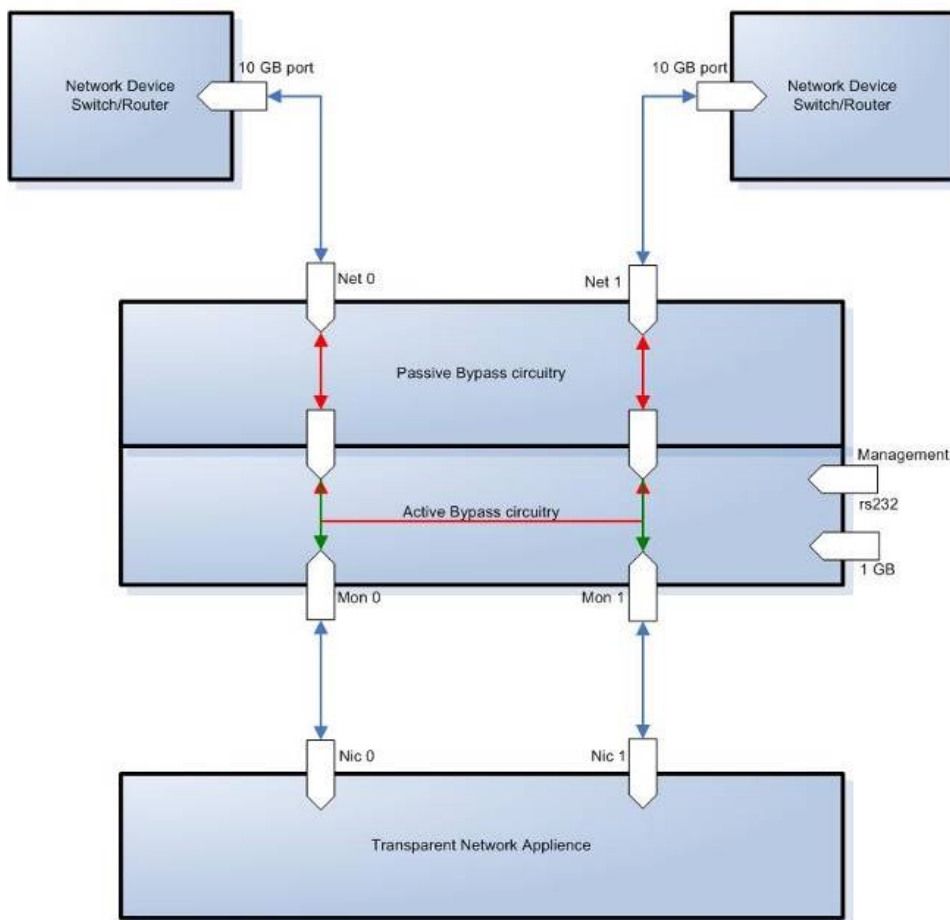 10 GB port
Network Device
Switch/Router
10 GB port
Network Device
Switch/Router
Net 0
Net 1
Passive Bypass circuitry
Management
rs232
Active Bypass circuitry
1 GB
Mon 0
Mon 1
Nic 0
Nic 1
Transparent Network Applience